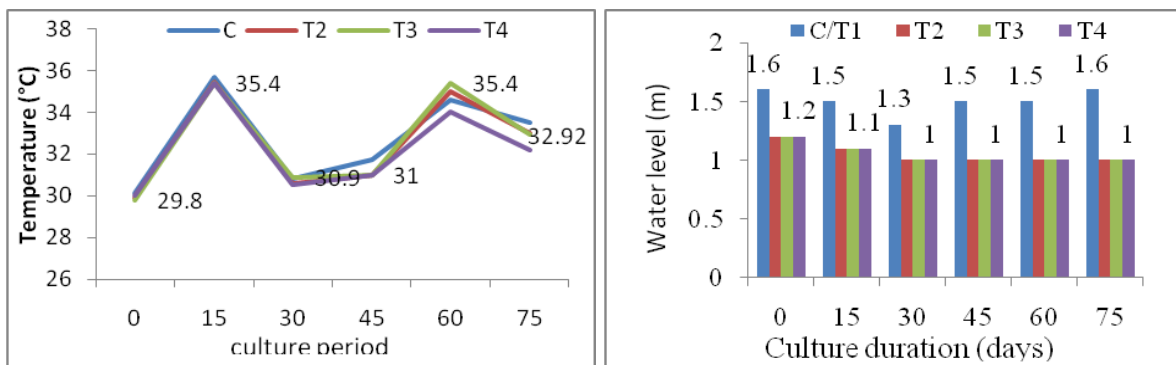 38
C T2 T3 T4
36
35.4
35.4
34
32.92
32
30.9
31
30
29.8
28
26
0 15 30 45 60 75
culture period
Temperature (°C)
C/T1 T2 T3 T4
2
1.6 1.5 1.3 1.5 1.5 1.6
1.5
1.2 1.1 1 1 1 1
1
0.5
0
0 15 30 45 60 75
Culture duration (days)
Water level (m)